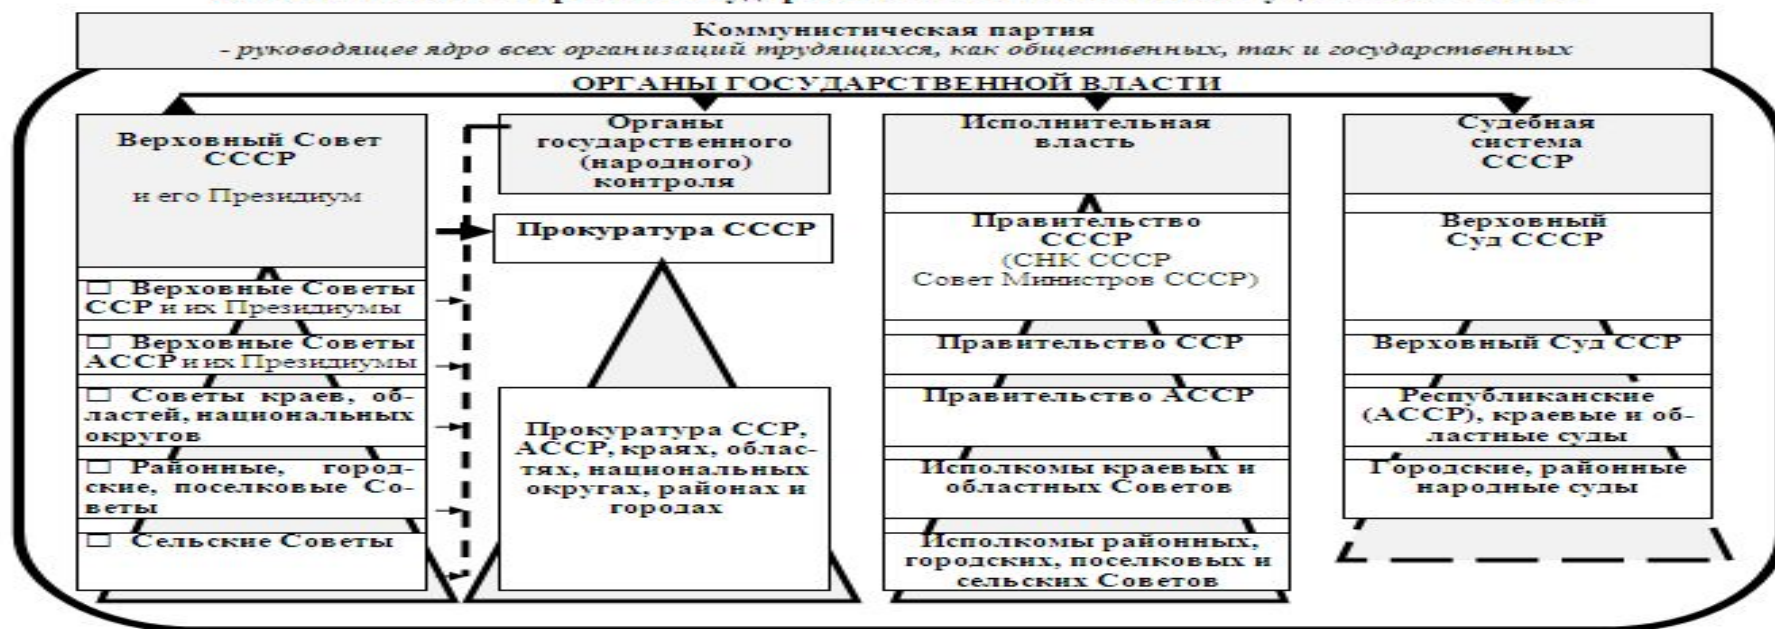 Коммунистическая партия
- руководящее ядро всех организаций трудящихся, как общественных, так и государственных
ОРГАНЫ ГОСУДАРСТВЕННОЙ ВЛАСТИ
Верховный Совет
СССР
и его Президиум
□ Верховные Советы
ССР и их Президиумы
□ Верховные Советы
АССР и их Президиумы
□ Советы краев, об-
ластей, национальных
округов
□ Районные, город-
ские, поселковые Со-
веты
□ Сельские Советы
Органы
государственного
(народного)
контроля
Прокуратура СССР
Прокуратура ССР,
АССР, краях, облас-
тях, национальных
округах, районах и
городах
Исполнительная
власть
Правительство
СССР
(СНК СССР
Совет Министров СССР)
Правительство ССР
Правительство АССР
Исполкомы краевых и
областных Советов
Исполкомы районных,
городских, поселковых и
сельских Советов
Судебная
система
СССР
Верховный
Суд СССР
Верховный Суд ССР
Республиканские
(АССР), краевые и об-
ластные суды
Городские, районные
народные суды